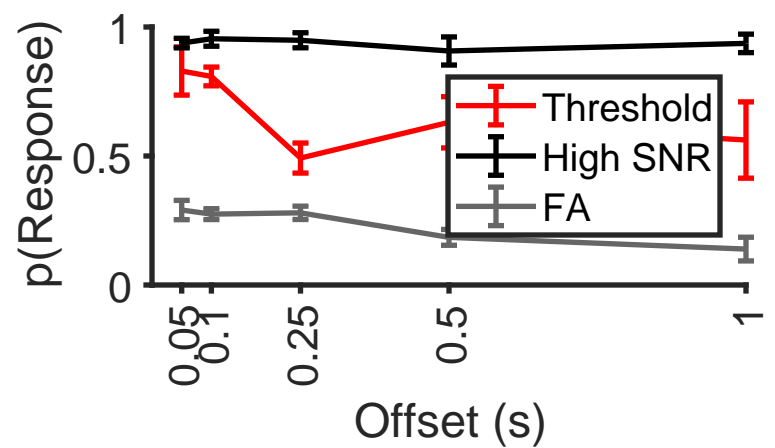 p(Response)
1
0.5
0
Threshold
High SNR
FA
0.05
0.1
0.25
0.5
1
Offset (s)